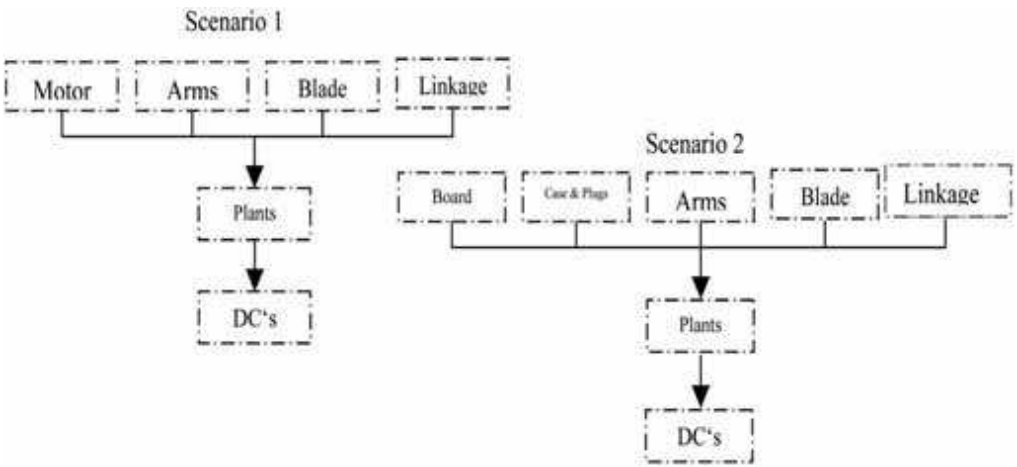 Scenario 1
Motor
Arms
Blade
Linkage
Plants
DC‘s
Scenario 2
Board
Case & Plugs
Arms
Blade
Linkage
Plants
DC‘s